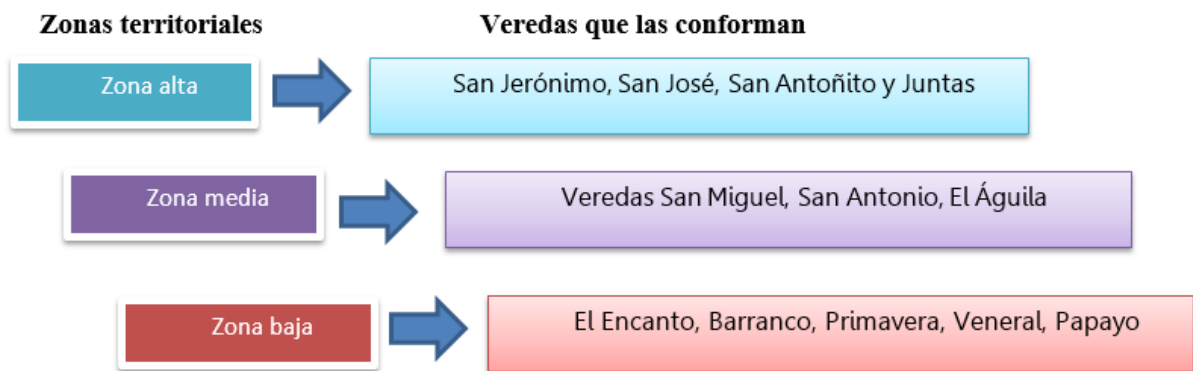 Zonas territoriales
Veredas que las conforman
Zona alta
San Jerónimo, San José, San Antoñito y Juntas
Zona media
Veredas San Miguel, San Antonio, El Águila
Zona baja
El Encanto, Barranco, Primavera, Veneral, Papayo